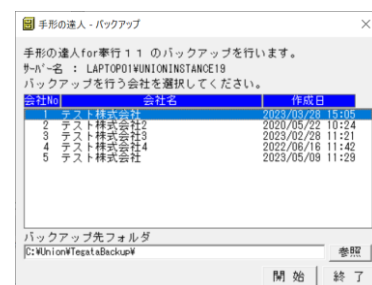 手形の達人 - バックアップ
手形の達人for奉行11 のバックアップを行います。
ｻｰﾊﾞｰ名 : LAPTOP01¥UNIONINSTANCE19
バックアップを行う会社を選択してください。
会社No 会社名 作成日
1 テスト株式会社 2023/03/28 15:05
2 テスト株式会社2 2020/05/22 10:24
3 テスト株式会社3 2023/02/28 11:21
4 テスト株式会社4 2022/06/16 11:42
5 テスト株式会社 2023/05/09 11:29
バックアップ先フォルダ
C:¥Union¥TegataBackup¥ 参照
開 始 終 了